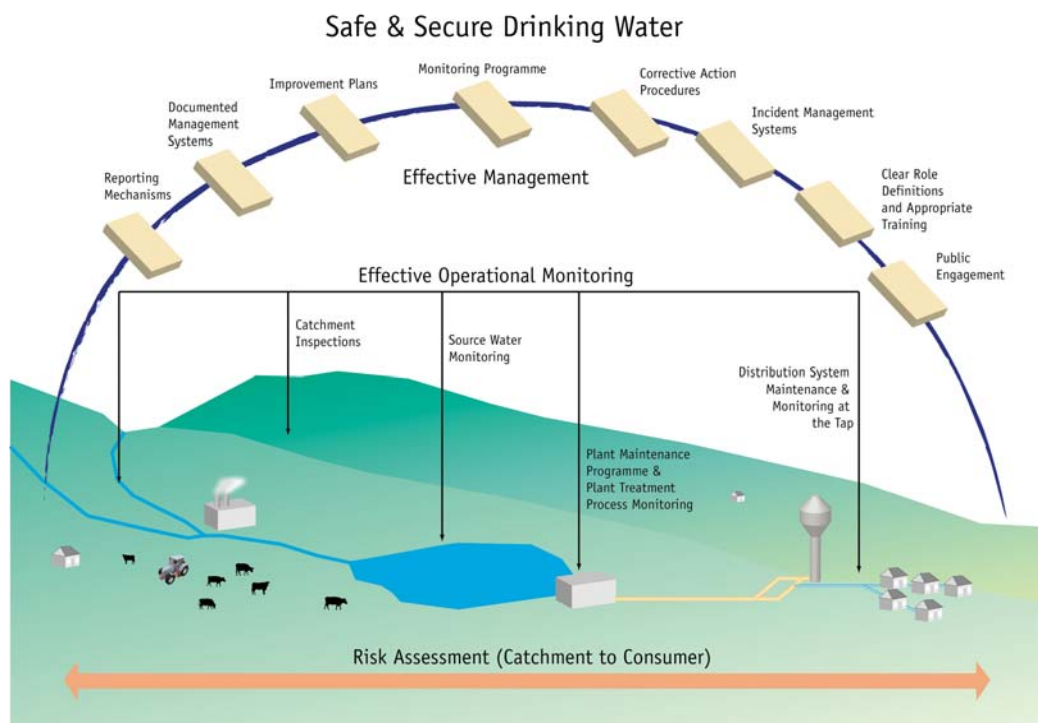 Safe & Secure Drinking Water
Monitoring Programme
Improvement Plans
Corrective Action
Procedures
Documented
Management
Systems
Incident Management
Systems
Reporting
Mechanisms
Effective Management
Clear Role
Definitions
and Appropriate
Training
Public
Engagement
Effective Operational Monitoring
Catchment
Inspections
Source Water
Monitoring
Distribution System
Maintenance &
Monitoring at
the Tap
Plant Maintenance
Programme &
Plant Treatment
Process Monitoring
Risk Assessment (Catchment to Consumer)